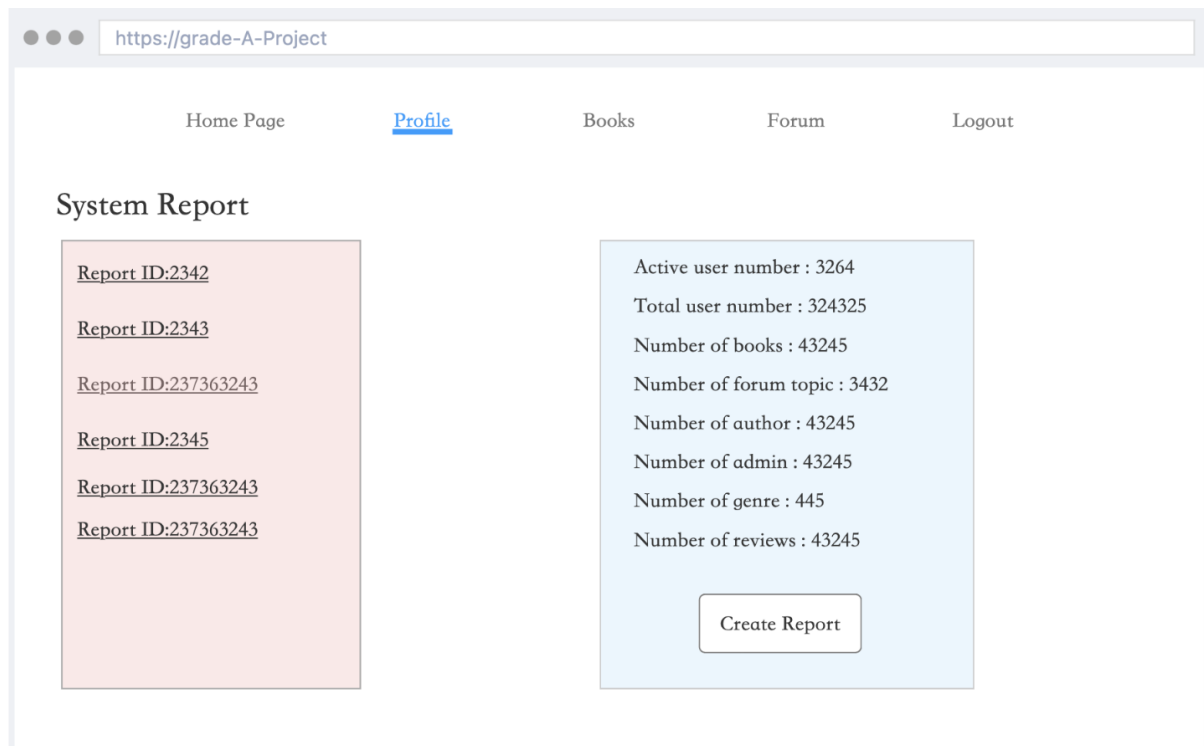 https://grade-A-Project
Home Page Profile Books Forum Logout
System Report
Report ID:2342
Report ID:2343
Report ID:237363243
Report ID:2345
Report ID:237363243
Report ID:237363243
Active user number : 3264
Total user number : 324325
Number of books : 43245
Number of forum topic : 3432
Number of author : 43245
Number of admin : 43245
Number of genre : 445
Number of reviews : 43245
Create Report